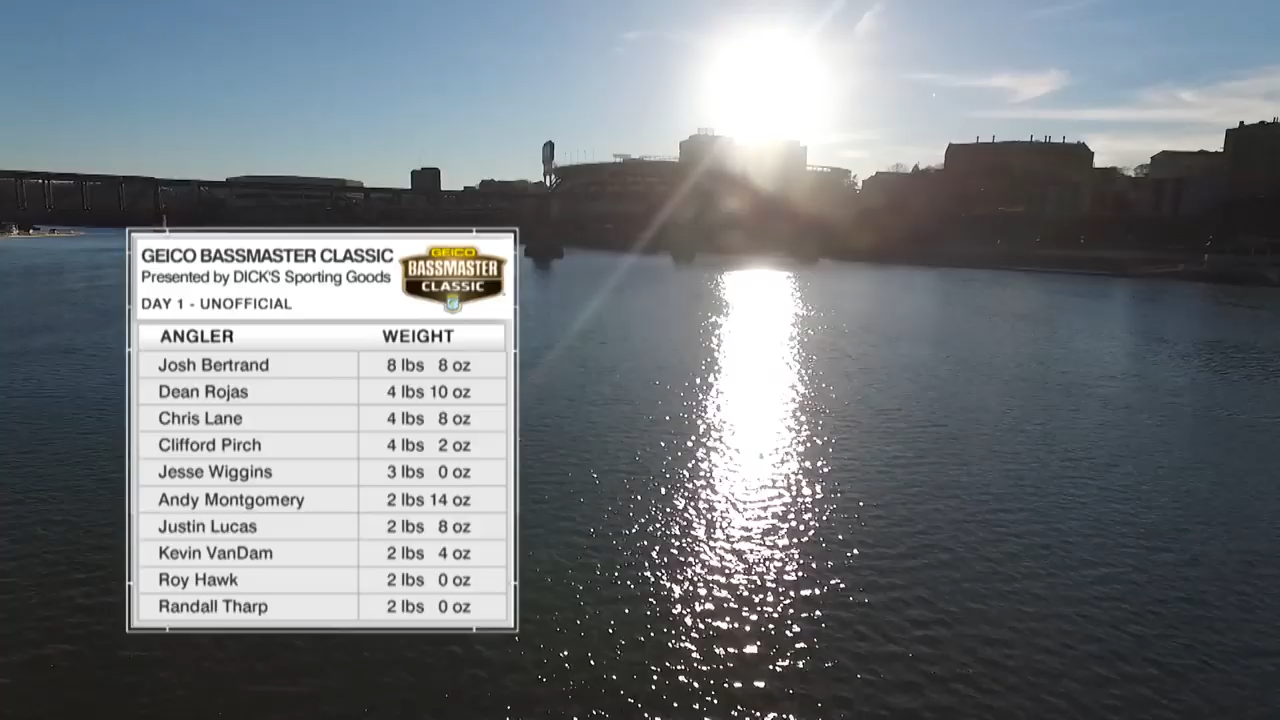 GEICO BASSMASTER CLASSIC
Presented by DICK'S Sporting Goods
DAY 1 - UNOFFICIAL
GEICO
BASSMASTER
CLASSIC
ANGLER WEIGHT
Josh Bertrand 8 lbs 8 oz
Dean Rojas 4 lbs 10 oz
Chris Lane 4 lbs 8 oz
Clifford Pirch 4 lbs 2 oz
Jesse Wiggins 3 lbs 0 oz
Andy Montgomery 2 lbs 14 oz
Justin Lucas 2 lbs 8 oz
Kevin VanDam 2 lbs 4 oz
Roy Hawk 2 lbs 0 oz
Randall Tharp 2 lbs 0 oz